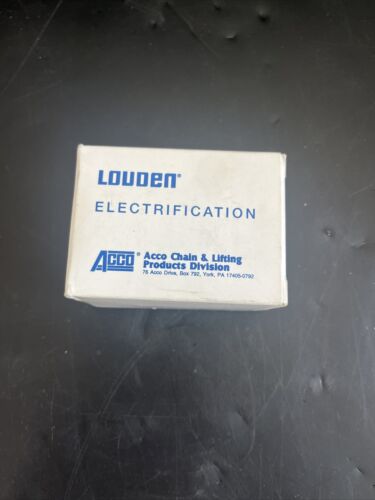 LOUDEN®
ELECTRIFICATION
ACCO® Acco Chain & Lifting
Products Division
76 Acco Drive, Box 792, York, PA 17405-0792